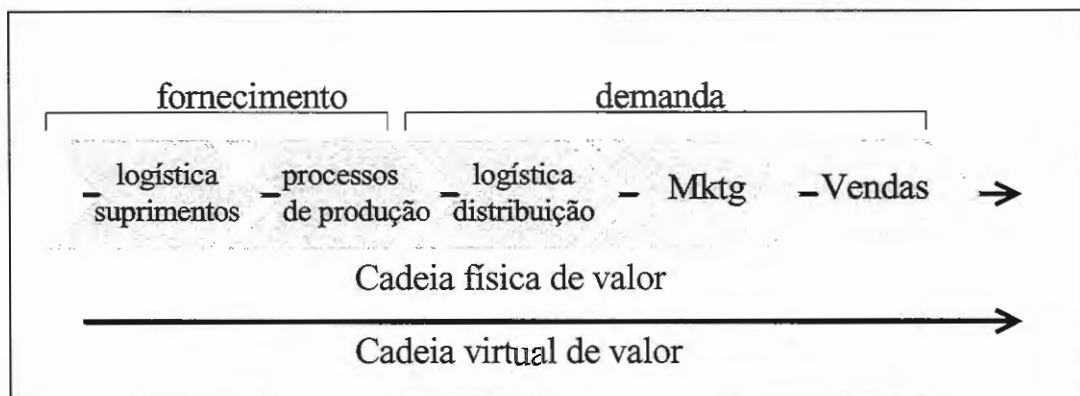 fornecimento demanda
logística processos logística Mktg Vendas
suprimentos de produção distribuição
Cadeia física de valor
Cadeia virtual de valor